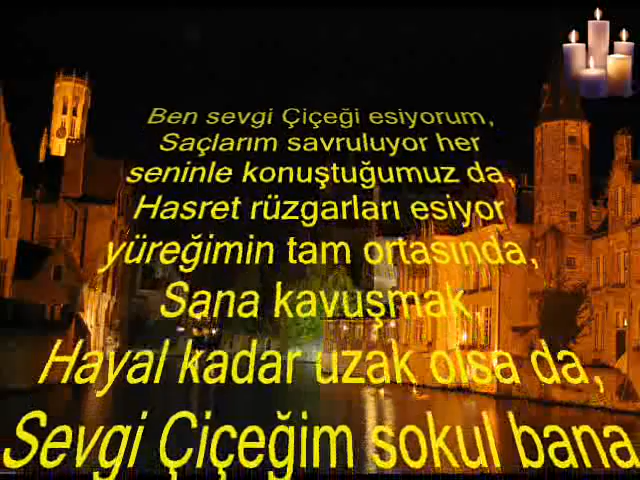 Ben sevgi Çiçeği esiyorum,
Saçlarım savruluyor her
seninle konuştuğumuz da,
Hasret rüzgarları esiyor
yüreğimin tam ortasında,
Sana kavuşmak
Hayal kadar uzak olsa da,
Sevgi Çiçeğim sokul bana